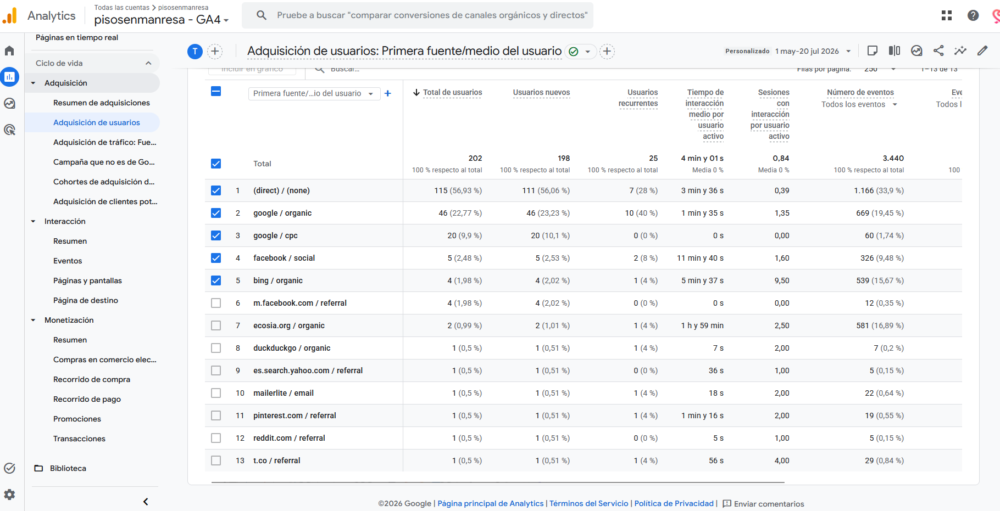 Analytics
Todas las cuentas > pisosenmanresa
pisosenmanresa - GA4
Pruebe a buscar "comparar conversiones de canales orgánicos y directos"
Páginas en tiempo real
Ciclo de vida
Adquisición
Resumen de adquisiciones
Adquisición de usuarios
Adquisición de tráfico: Fue...
Campaña que no es de Go...
Cohortes de adquisición d...
Adquisición de clientes pot...
Interacción
Resumen
Eventos
Páginas y pantallas
Página de destino
Monetización
Resumen
Compras en comercio elec...
Recorrido de compra
Recorrido de pago
Promociones
Transacciones
Biblioteca
T
Adquisición de usuarios: Primera fuente/medio del usuario
Personalizado 1 may-20 jul 2026
Incluir en gráfico
Buscar...
Filas por página: 250 1-13 de 13
Primera fuente/...io del usuario
Total de usuarios
Usuarios nuevos
Usuarios
recurrentes
Tiempo de
interacción
medio por
usuario
activo
Sesiones
con
interacción
por usuario
activo
Número de eventos
Todos los eventos
Eve
Todos l
Total 202 198 25 4 min y 01 s 0,84 3.440
100 % respecto al total 100 % respecto al total 100 % respecto al total Media 0 % Media 0 % 100 % respecto al total 100
1 (direct) / (none) 115 (56,93 %) 111 (56,06 %) 7 (28 %) 3 min y 36 s 0,39 1.166 (33,9 %)
2 google / organic 46 (22,77 %) 46 (23,23 %) 10 (40 %) 1 min y 35 s 1,35 669 (19,45 %)
3 google / cpc 20 (9,9 %) 20 (10,1 %) 0 (0 %) 0 s 0,00 60 (1,74 %)
4 facebook / social 5 (2,48 %) 5 (2,53 %) 2 (8 %) 11 min y 40 s 1,60 326 (9,48 %)
5 bing / organic 4 (1,98 %) 4 (2,02 %) 1 (4 %) 5 min y 37 s 9,50 539 (15,67 %)
6 m.facebook.com / referral 4 (1,98 %) 4 (2,02 %) 0 (0 %) 0 s 0,00 12 (0,35 %)
7 ecosia.org / organic 2 (0,99 %) 2 (1,01 %) 1 (4 %) 1 h y 59 min 2,50 581 (16,89 %)
8 duckduckgo / organic 1 (0,5 %) 1 (0,51 %) 1 (4 %) 7 s 2,00 7 (0,2 %)
9 es.search.yahoo.com / referral 1 (0,5 %) 1 (0,51 %) 0 (0 %) 36 s 1,00 5 (0,15 %)
10 mailerlite / email 1 (0,5 %) 1 (0,51 %) 1 (4 %) 18 s 2,00 22 (0,64 %)
11 pinterest.com / referral 1 (0,5 %) 1 (0,51 %) 1 (4 %) 1 min y 16 s 2,00 19 (0,55 %)
12 reddit.com / referral 1 (0,5 %) 1 (0,51 %) 0 (0 %) 5 s 1,00 5 (0,15 %)
13 t.co / referral 1 (0,5 %) 1 (0,51 %) 1 (4 %) 56 s 4,00 29 (0,84 %)
©2026 Google | Página principal de Analytics | Términos del Servicio | Política de Privacidad | Enviar comentarios